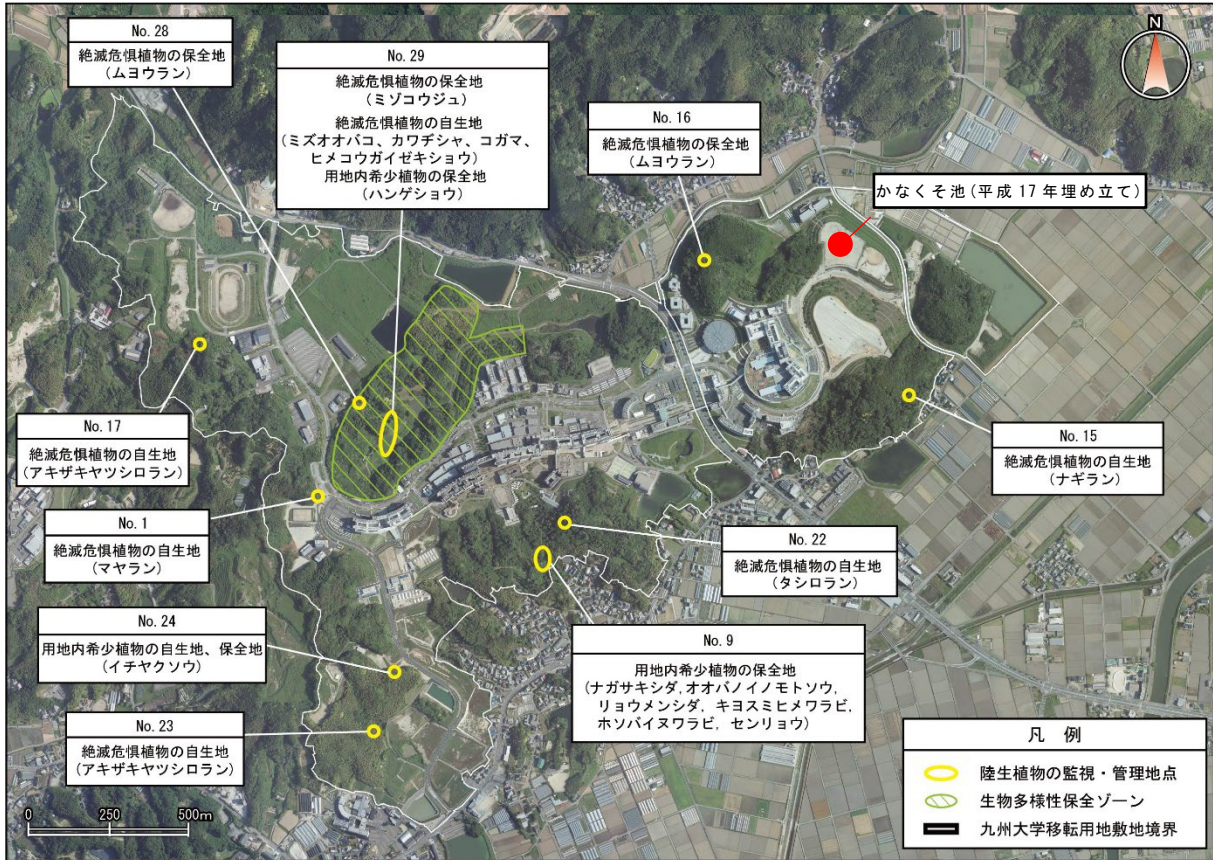 No. 28
絶滅危惧植物の保全地
(ムヨウラン)
No. 29
絶滅危惧植物の保全地
(ミゾコウジュ)
絶滅危惧植物の自生地
(ミズオオバコ、カワヂシャ、コガマ、
ヒメコウガイゼキショウ)
用地内希少植物の保全地
(ハンゲショウ)
No. 16
絶滅危惧植物の保全地
(ムヨウラン)
N
かなくそ池(平成 17 年埋め立て)
No. 17
絶滅危惧植物の自生地
(アキザキヤツシロラン)
No. 15
絶滅危惧植物の自生地
(ナギラン)
No. 1
絶滅危惧植物の自生地
(マヤラン)
No. 22
絶滅危惧植物の自生地
(タシロラン)
No. 24
用地内希少植物の自生地、保全地
(イチヤクソウ)
No. 9
用地内希少植物の保全地
(ナガサキシダ, オオバノイノモトソウ,
リョウメンシダ, キヨスミヒメワラビ,
ホソバイヌワラビ, センリョウ)
No. 23
絶滅危惧植物の自生地
(アキザキヤツシロラン)
0 250 500m
凡 例
陸生植物の監視・管理地点
生物多様性保全ゾーン
九州大学移転用地敷地境界